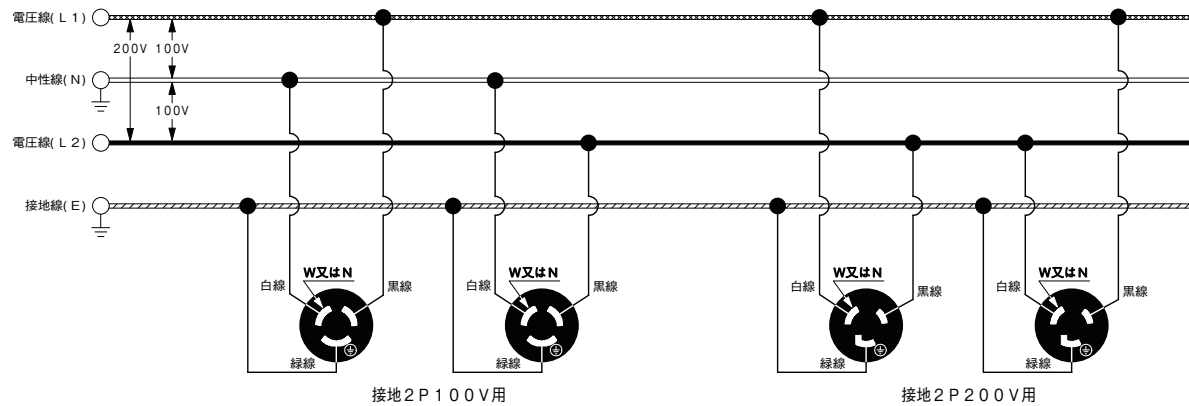 電圧線(L1)
200V
100V
中性線(N)
100V
電圧線(L2)
接地線(E)
W又はN
白線
黒線
緑線
W又はN
白線
黒線
緑線
W又はN
白線
黒線
緑線
W又はN
白線
黒線
緑線
接地2P100V用
接地2P200V用